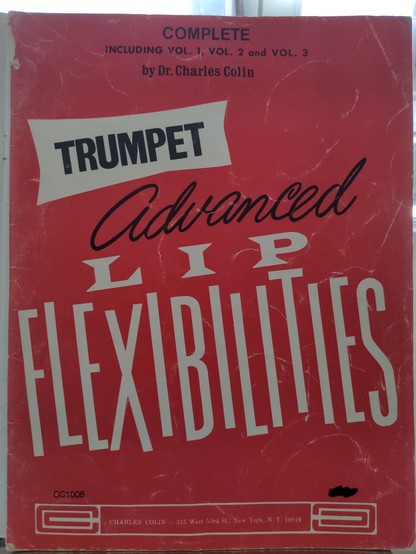 COMPLETE
INCLUDING VOL. 1, VOL. 2 and VOL. 3
by Dr. Charles Colin
TRUMPET
Advanced
LIP
FLEXIBILITIES
CC1006
CHARLES COLIN — 315 West 53rd St., New York, N. Y. 10019